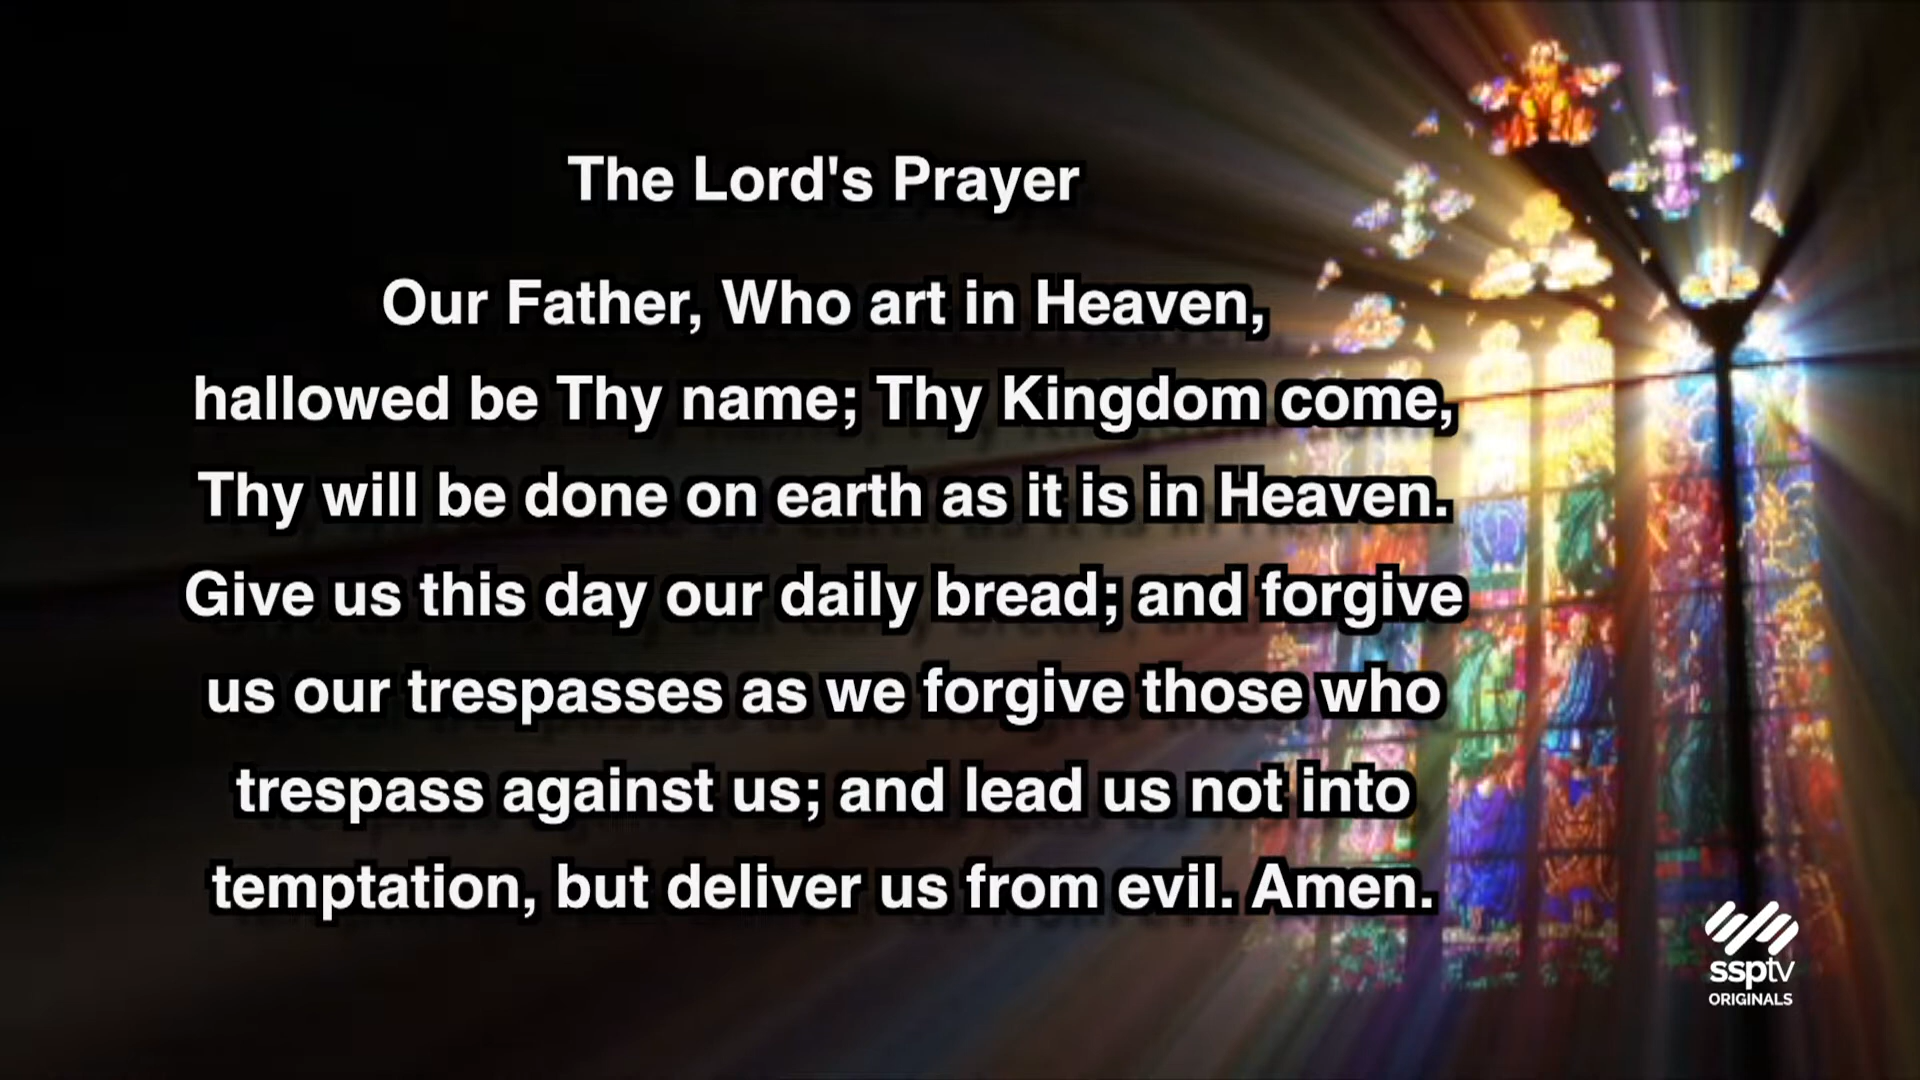 The Lord's Prayer
Our Father, Who art in Heaven,
hallowed be Thy name; Thy Kingdom come,
Thy will be done on earth as it is in Heaven.
Give us this day our daily bread; and forgive
us our trespasses as we forgive those who
trespass against us; and lead us not into
temptation, but deliver us from evil. Amen.
ssptv
ORIGINALS